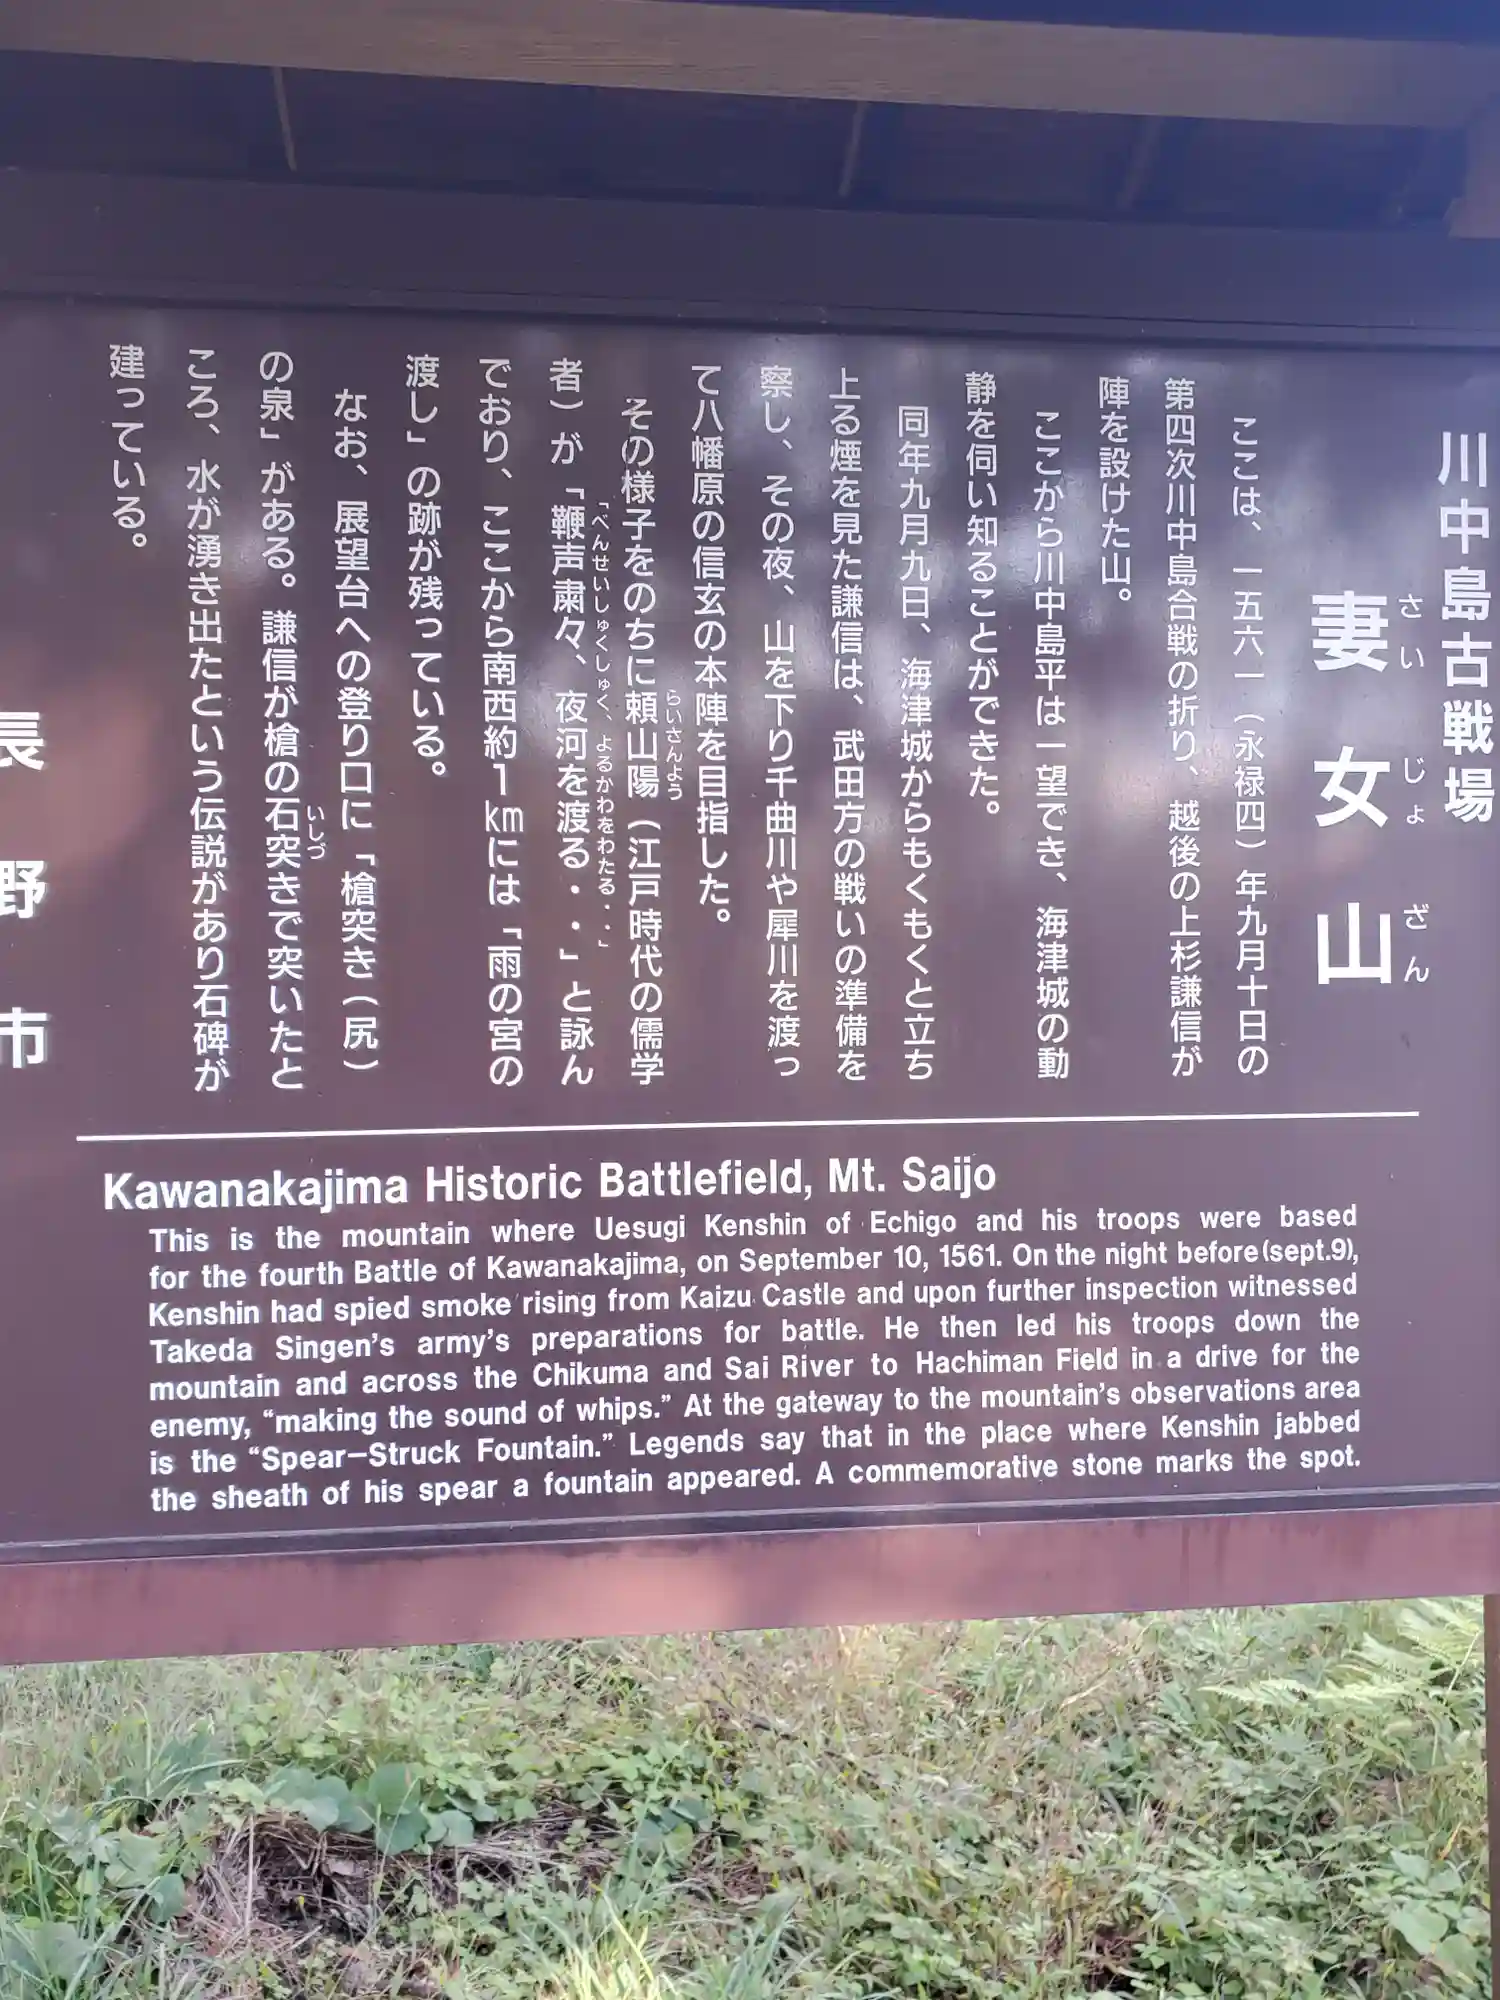 川中島古戦場
妻女山
さいじょざん
ここは、一五六一（永禄四）年九月十日の
第四次川中島合戦の折り、越後の上杉謙信が
陣を設けた山。
ここから川中島平は一望でき、海津城の動
静を伺い知ることができた。
同年九月九日、海津城からもくもくと立ち
上る煙を見た謙信は、武田方の戦いの準備を
察し、その夜、山を下り千曲川や犀川を渡っ
て八幡原の信玄の本陣を目指した。
らいさんよう
その様子をのちに頼山陽（江戸時代の儒学
「べんせいしゅくしゅく、よるかわをわたる・・」
者）が「鞭声粛々、夜河を渡る・・」と詠ん
でおり、ここから南西約1kmには「雨の宮の
渡し」の跡が残っている。
なお、展望台への登り口に「槍突き（尻）
いしづ
の泉」がある。謙信が槍の石突きで突いたと
ころ、水が湧き出たという伝説があり石碑が
建っている。
長野市
Kawanakajima Historic Battlefield, Mt. Saijo
This is the mountain where Uesugi Kenshin of Echigo and his troops were based
for the fourth Battle of Kawanakajima, on September 10, 1561. On the night before(sept.9),
Kenshin had spied smoke rising from Kaizu Castle and upon further inspection witnessed
Takeda Singen's army's preparations for battle. He then led his troops down the
mountain and across the Chikuma and Sai River to Hachiman Field in a drive for the
enemy, “making the sound of whips.” At the gateway to the mountain's observations area
is the “Spear—Struck Fountain.” Legends say that in the place where Kenshin jabbed
the sheath of his spear a fountain appeared. A commemorative stone marks the spot.